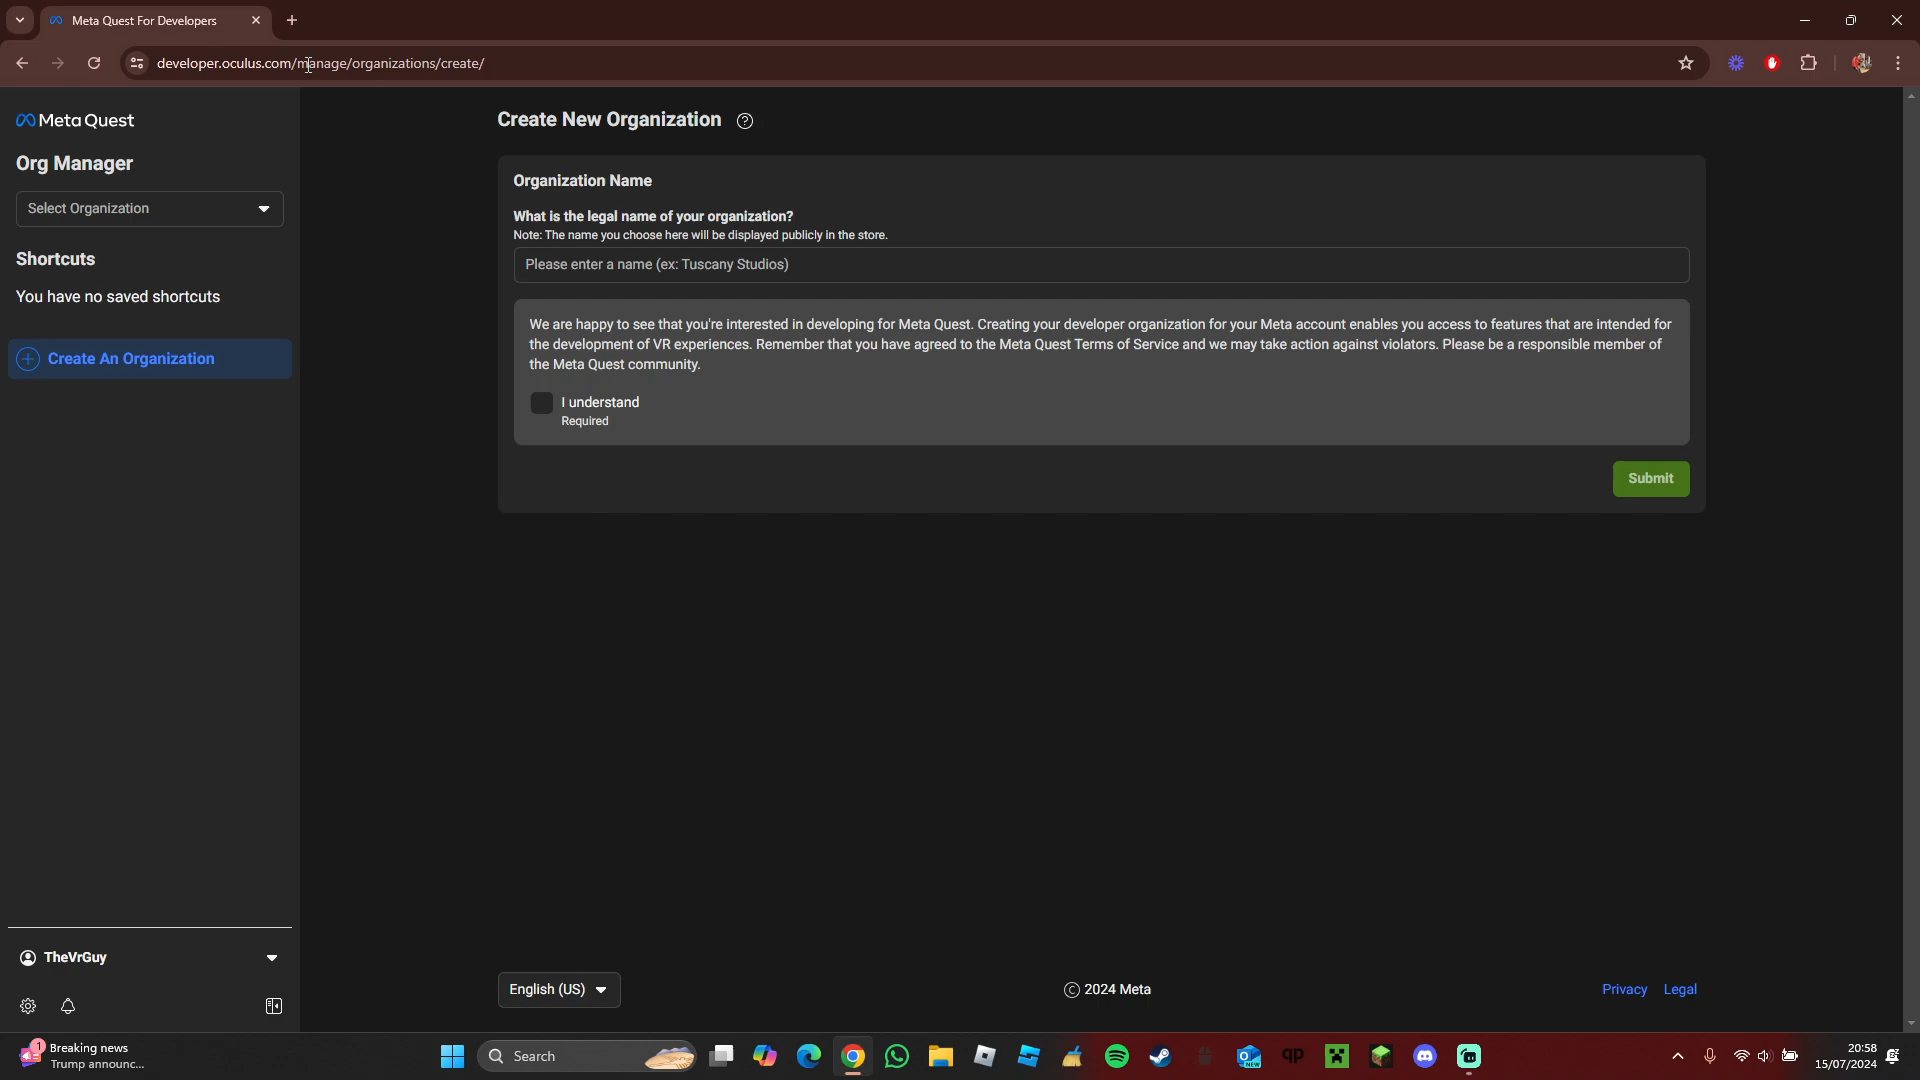 Meta Quest For Developers
developer.oculus.com/manage/organizations/create/
Meta Quest
Org Manager
Select Organization
Shortcuts
You have no saved shortcuts
Create An Organization
TheVrGuy
Create New Organization
Organization Name
What is the legal name of your organization?
Note: The name you choose here will be displayed publicly in the store.
Please enter a name (ex: Tuscany Studios)
We are happy to see that you're interested in developing for Meta Quest. Creating your developer organization for your Meta account enables you access to features that are intended for
the development of VR experiences. Remember that you have agreed to the Meta Quest Terms of Service and we may take action against violators. Please be a responsible member of
the Meta Quest community.
I understand
Required
Submit
English (US)
© 2024 Meta
Privacy Legal
1
Breaking news
Trump announc...
Search
NEW
qp
20:58
15/07/2024